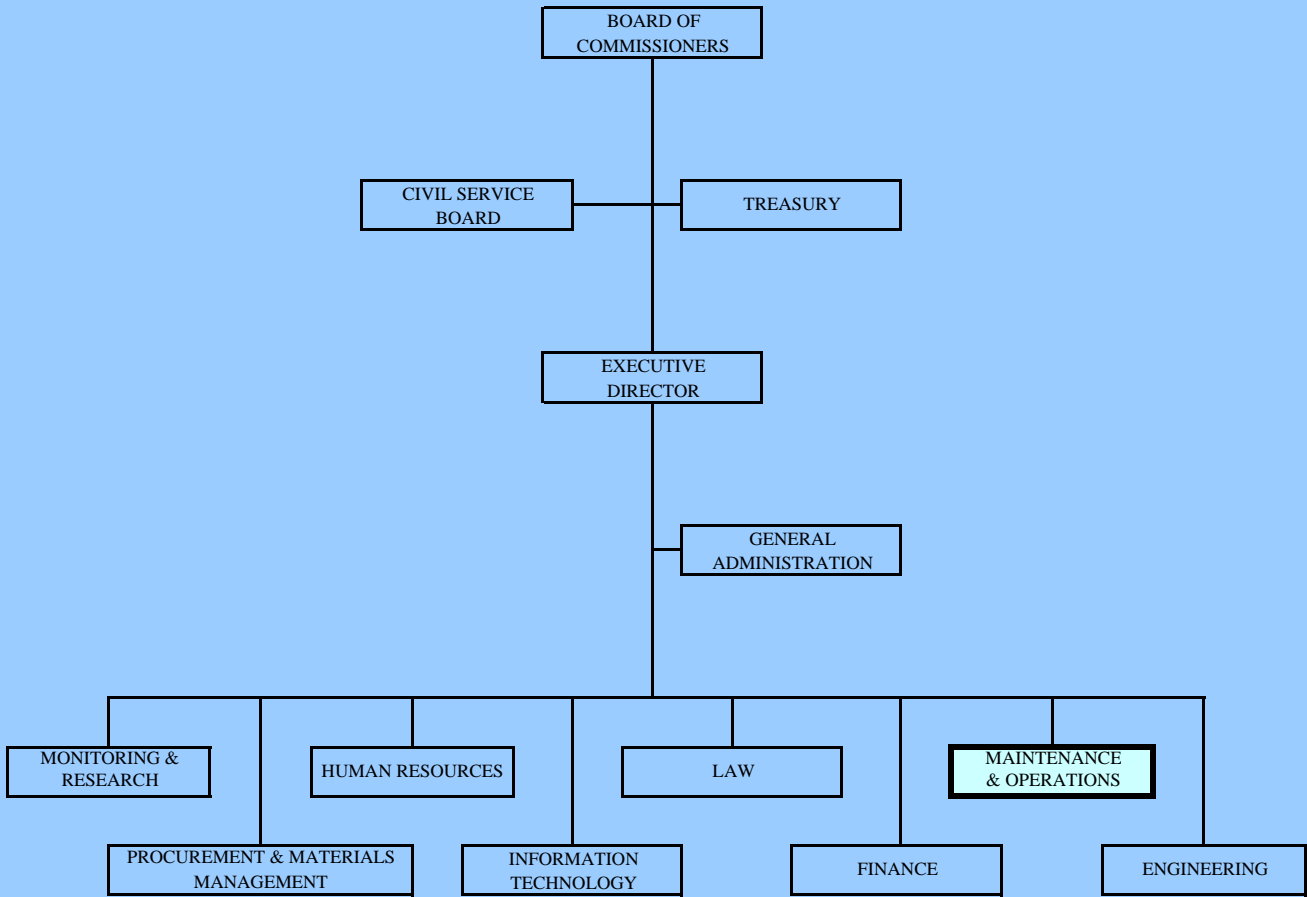 BOARD OF
COMMISSIONERS
CIVIL SERVICE
BOARD
TREASURY
EXECUTIVE
DIRECTOR
GENERAL
ADMINISTRATION
MONITORING &
RESEARCH
HUMAN RESOURCES
LAW
MAINTENANCE
& OPERATIONS
PROCUREMENT & MATERIALS
MANAGEMENT
INFORMATION
TECHNOLOGY
FINANCE
ENGINEERING